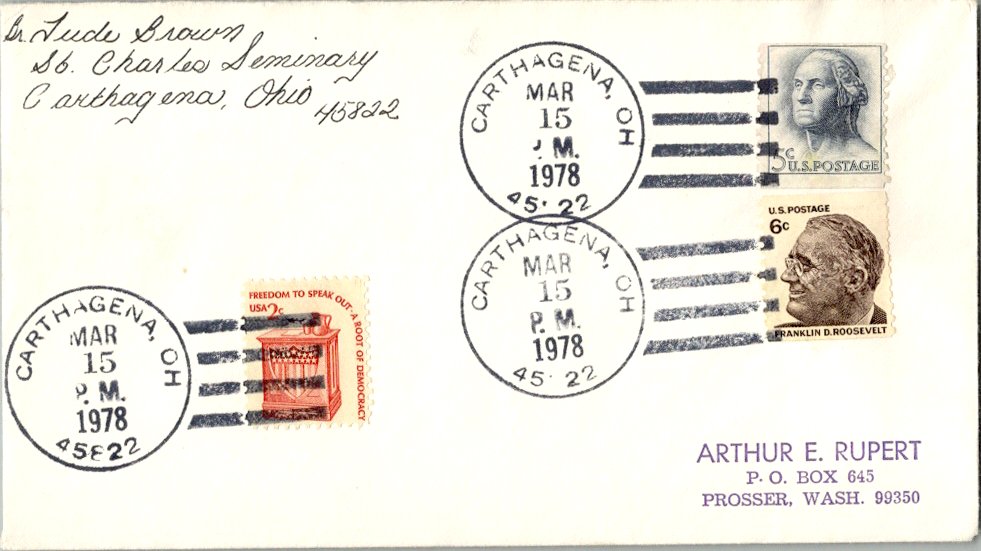 Br. Jude Brown
St. Charles Seminary
Carthagena, Ohio
45822
CARTHAGENA, OH
MAR
15
P.M.
1978
45 22
5c
U.S. POSTAGE
CARTHAGENA, OH
MAR
15
P.M.
1978
45 22
U.S. POSTAGE
6c
FRANKLIN D. ROOSEVELT
CARTHAGENA, OH
MAR
15
P.M.
1978
45822
FREEDOM TO SPEAK OUT-A ROOT OF DEMOCRACY
USA 2c
ARTHUR E. RUPERT
P. O. BOX 645
PROSSER, WASH. 99350